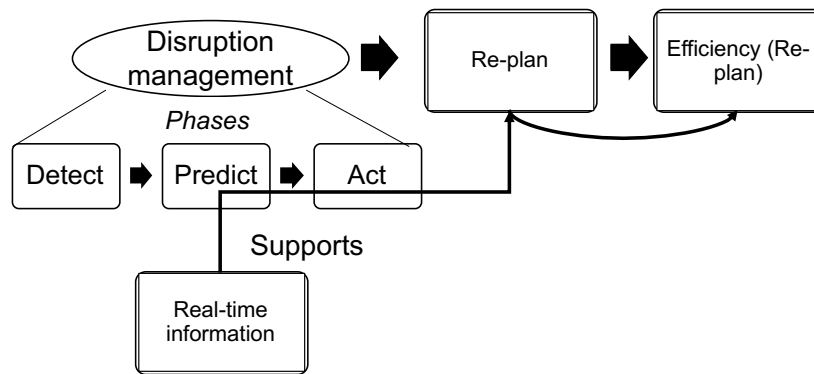 Disruption
management
Re-plan
Efficiency (Re-
plan)
Phases
Detect
Predict
Act
Supports
Real-time
information